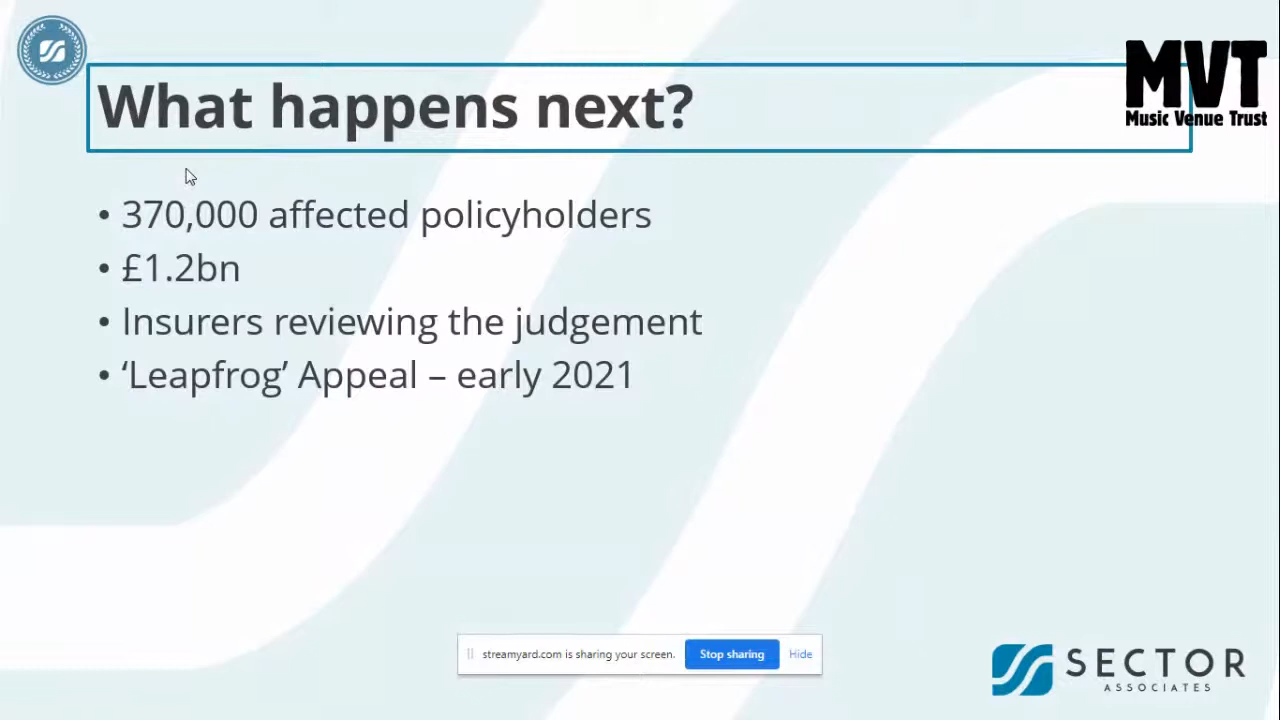 MVT
Music Venue Trust
What happens next?
• 370,000 affected policyholders
• £1.2bn
• Insurers reviewing the judgement
• ‘Leapfrog’ Appeal – early 2021
streamyard.com is sharing your screen. Stop sharing Hide
SECTOR
ASSOCIATES